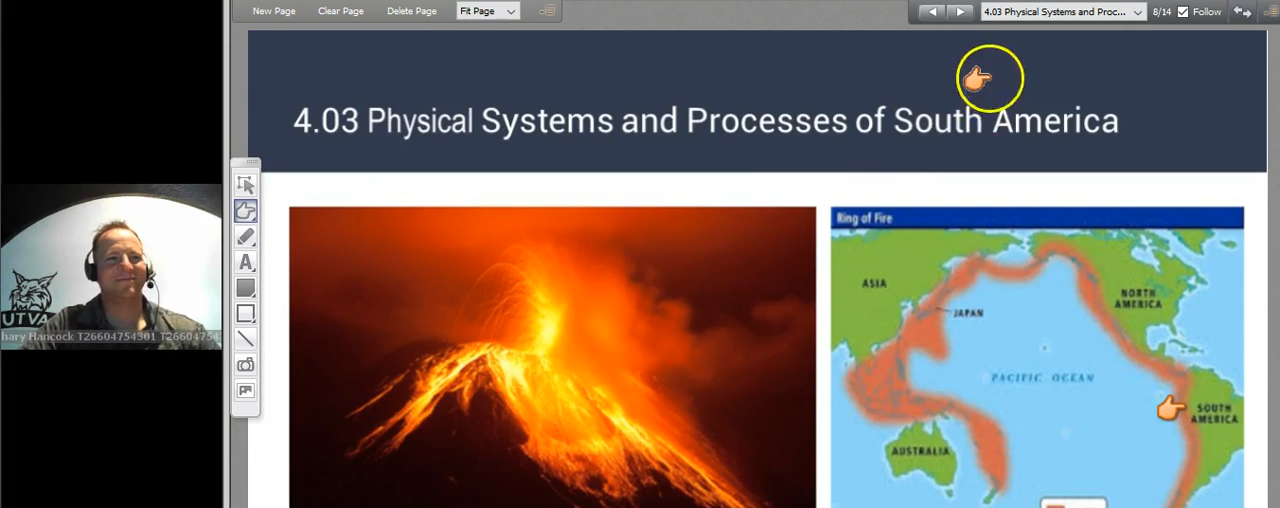 New Page Clear Page Delete Page Fit Page
4.03 Physical Systems and Proc... 8/14 Follow
4.03 Physical Systems and Processes of South America
A
UTVA
hary Hancock T26604754301 T26604754
Ring of Fire
ASIA
NORTH
AMERICA
JAPAN
PACIFIC OCEAN
SOUTH
AMERICA
AUSTRALIA